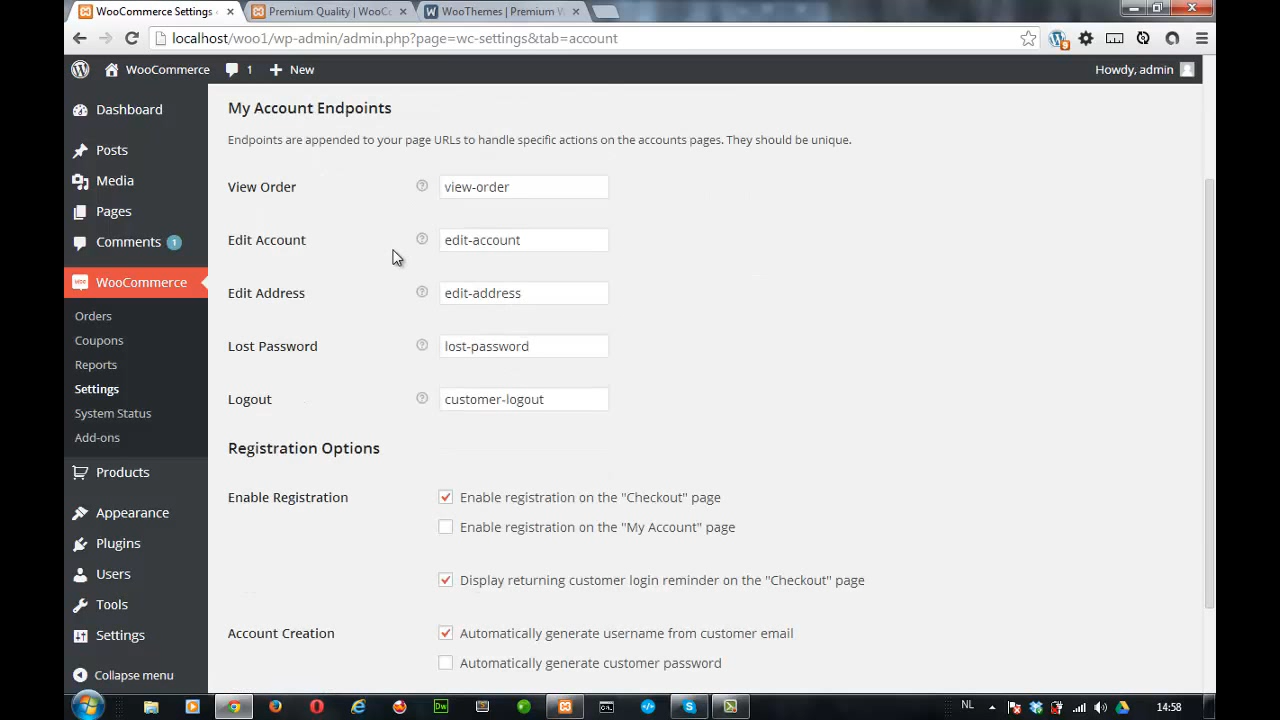 WooCommerce Settings
Premium Quality | WooC
WooThemes | Premium W
localhost/woo1/wp-admin/admin.php?page=wc-settings&tab=account
9
WooCommerce
1
New
Howdy, admin
Dashboard
Posts
Media
Pages
Comments 1
WooCommerce
Orders
Coupons
Reports
Settings
System Status
Add-ons
Products
Appearance
Plugins
Users
Tools
Settings
Collapse menu
My Account Endpoints
Endpoints are appended to your page URLs to handle specific actions on the accounts pages. They should be unique.
View Order ? view-order
Edit Account ? edit-account
Edit Address ? edit-address
Lost Password ? lost-password
Logout ? customer-logout
Registration Options
Enable Registration Enable registration on the "Checkout" page
Enable registration on the "My Account" page
Display returning customer login reminder on the "Checkout" page
Account Creation Automatically generate username from customer email
Automatically generate customer password
Dw
NL
14:58